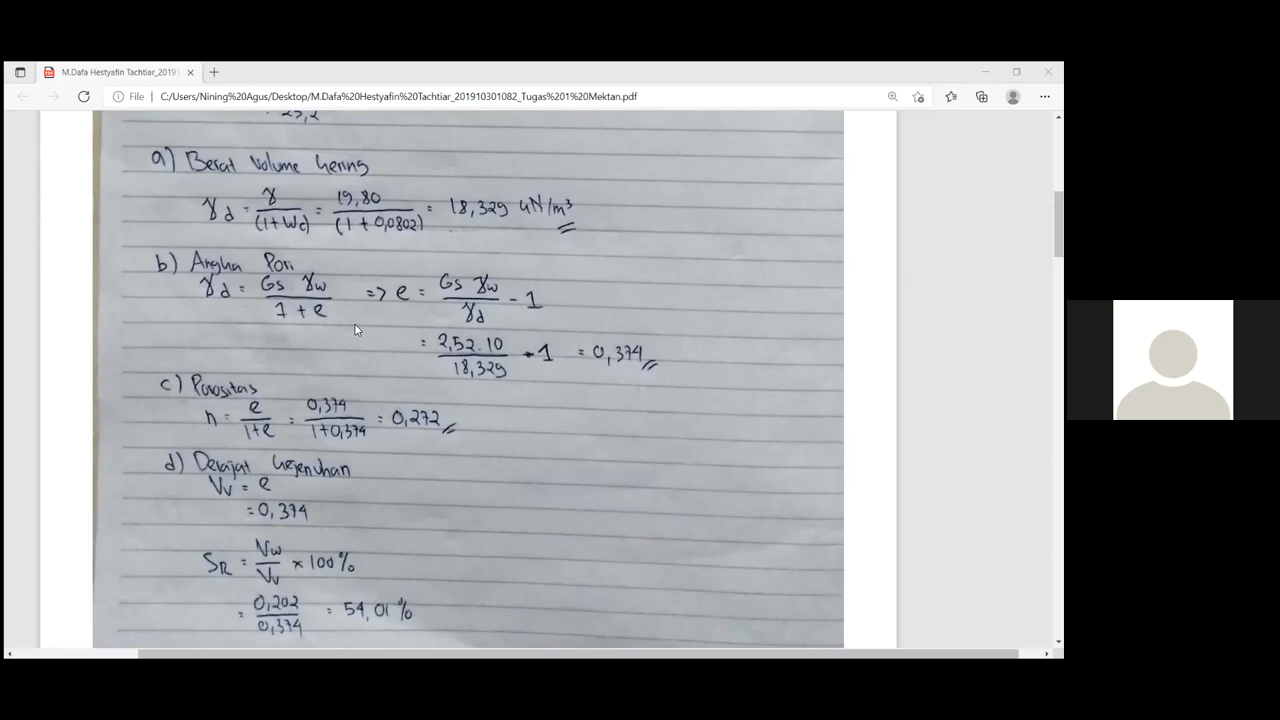 M.Dafa Hestyafin Tachtiar_20191
File
C:/Users/Nining%20Agus/Desktop/M.Dafa%20Hestyafin%20Tachtiar_201910301082_Tugas%201%20Mektan.pdf
a) Berat Volume Kering
γd = γ / (1+Wc) = 19,80 / (1 + 0,0802) = 18,329 kN/m³
b) Angka Pori
γd = Gs γw / 1 + e => e = Gs γw / γd - 1
= 2,52.10 / 18,329 - 1 = 0,374
c) Porositas
n = e / 1+e = 0,374 / 1+0,374 = 0,272
d) Derajat Kejenuhan
Vv = e
= 0,374
SR = Vw / Vv × 100%
= 0,202 / 0,374 = 54,01 %